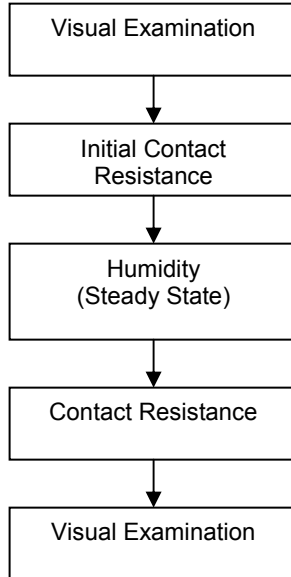 Visual Examination
Initial Contact
Resistance
Humidity
(Steady State)
Contact Resistance
Visual Examination